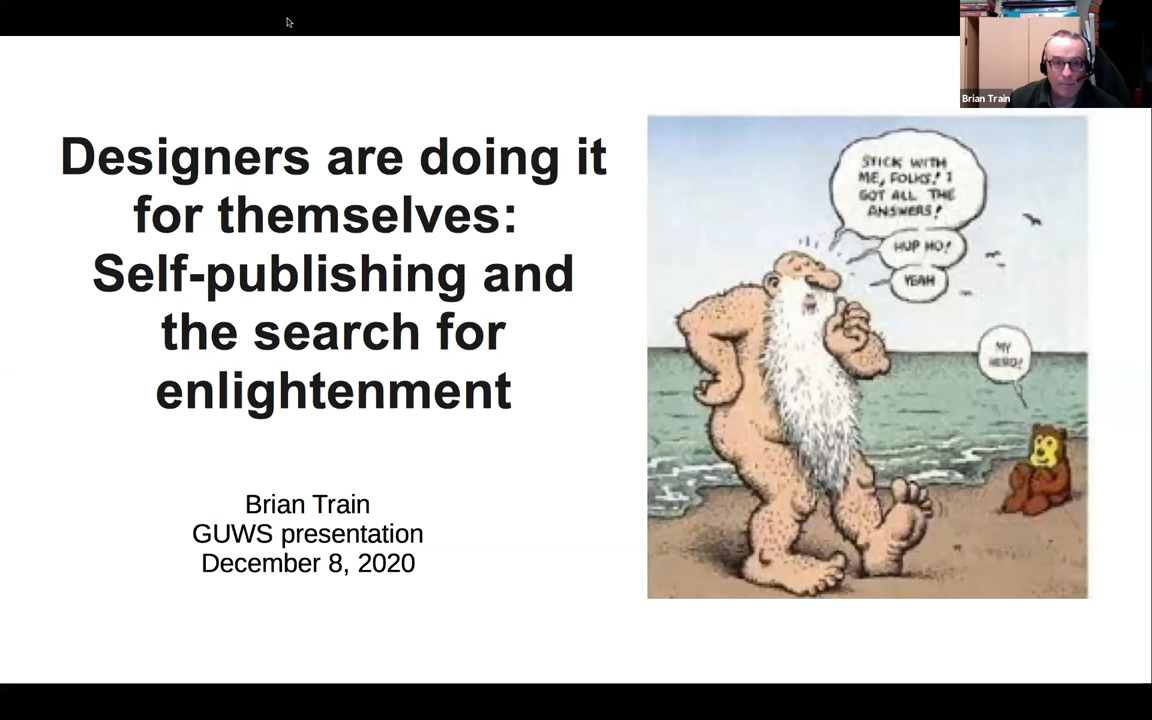 Brian Train
Designers are doing it
for themselves:
Self-publishing and
the search for
enlightenment
Brian Train
GUWS presentation
December 8, 2020
STICK WITH
ME, FOLKS! I
GOT ALL THE
ANSWERS!
HUP HO!
YEAH
MY
HERO!